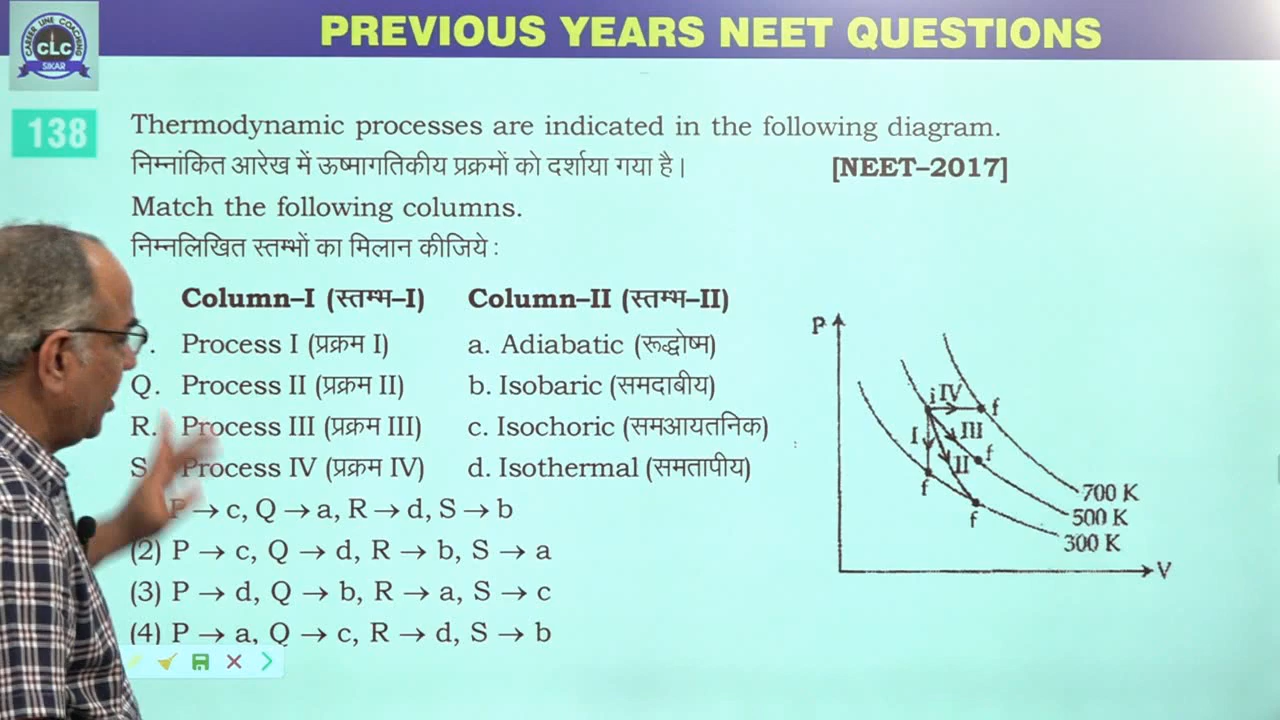 PREVIOUS YEARS NEET QUESTIONS
CAREER LINE COACHING
CLC
SIKAR
138
Thermodynamic processes are indicated in the following diagram.
निम्नांकित आरेख में ऊष्मागतिकीय प्रक्रमों को दर्शाया गया है। [NEET–2017]
Match the following columns.
निम्नलिखित स्तम्भों का मिलान कीजिये :
Column–I (स्तम्भ–I) Column–II (स्तम्भ–II)
Process I (प्रक्रम I) a. Adiabatic (रूद्धोष्म)
Q. Process II (प्रक्रम II) b. Isobaric (समदाबीय)
R. Process III (प्रक्रम III) c. Isochoric (समआयतनिक)
S Process IV (प्रक्रम IV) d. Isothermal (समतापीय)
P → c, Q → a, R → d, S → b
(2) P → c, Q → d, R → b, S → a
(3) P → d, Q → b, R → a, S → c
(4) P → a, Q → c, R → d, S → b
P
i IV f
I III
II f
f
f
700 K
500 K
300 K
V